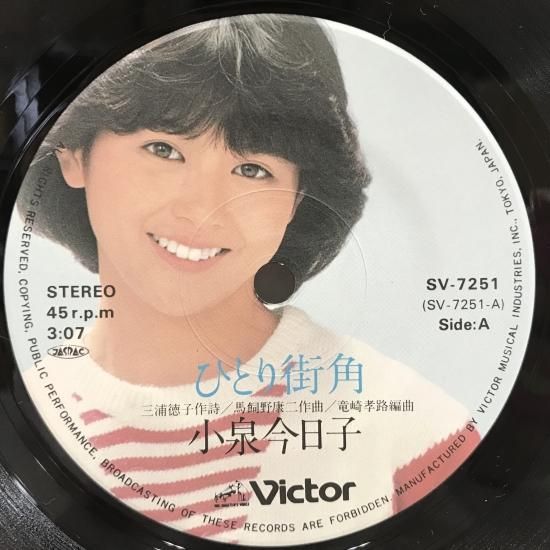 STEREO
45 r.p.m
3:07
JASRAC
SV-7251
(SV-7251-A)
Side:A
ひとり街角
三浦徳子作詩/馬飼野康二作曲/竜崎孝路編曲
小泉今日子
Victor
RIGHTS RESERVED, COPYING, PUBLIC PERFORMANCE, BROADCASTING OF THESE RECORDS ARE FORBIDDEN. MANUFACTURED BY VICTOR MUSICAL INDUSTRIES, INC., TOKYO, JAPAN.